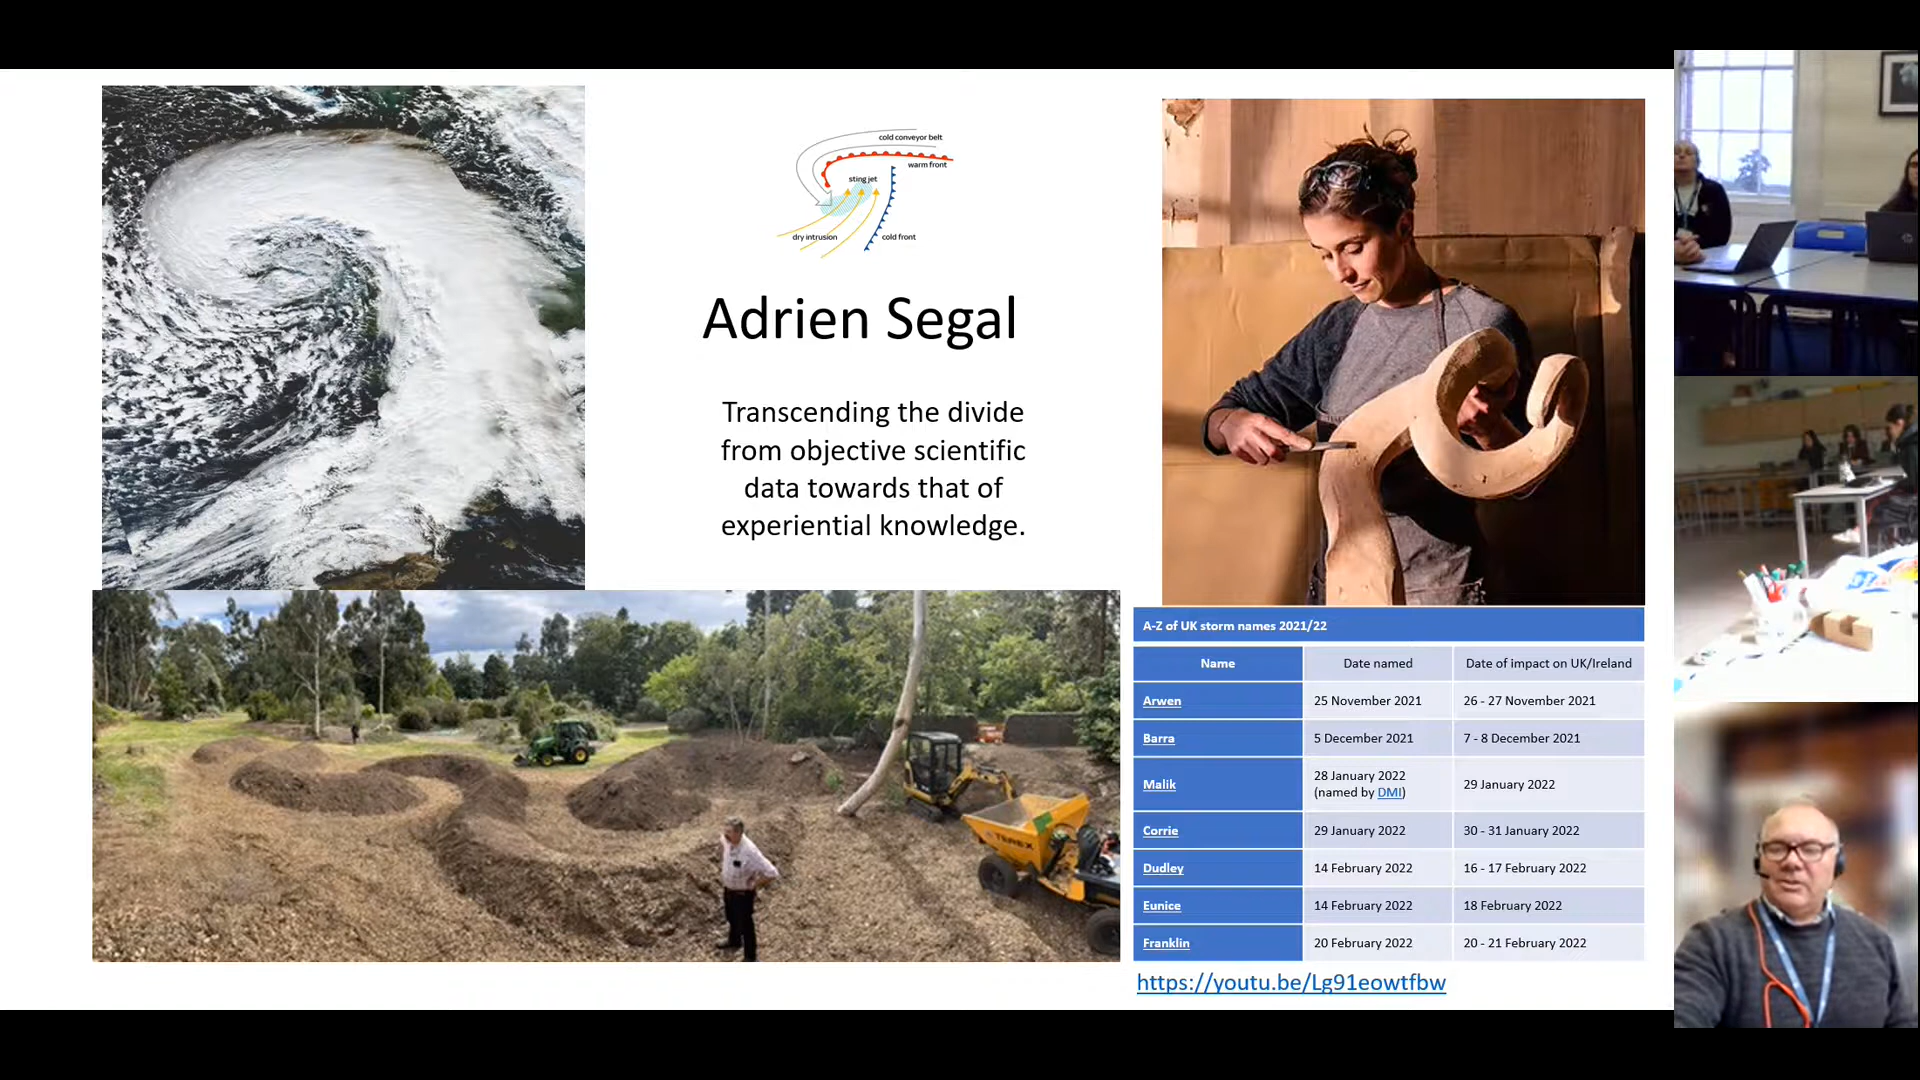 cold conveyor belt
warm front
sting jet
dry intrusion
cold front
Adrien Segal
Transcending the divide
from objective scientific
data towards that of
experiential knowledge.
TEREX
A-Z of UK storm names 2021/22
Name Date named Date of impact on UK/Ireland
Arwen 25 November 2021 26 - 27 November 2021
Barra 5 December 2021 7 - 8 December 2021
Malik 28 January 2022 (named by DMI) 29 January 2022
Corrie 29 January 2022 30 - 31 January 2022
Dudley 14 February 2022 16 - 17 February 2022
Eunice 14 February 2022 18 February 2022
Franklin 20 February 2022 20 - 21 February 2022
https://youtu.be/Lg91eowtfbw